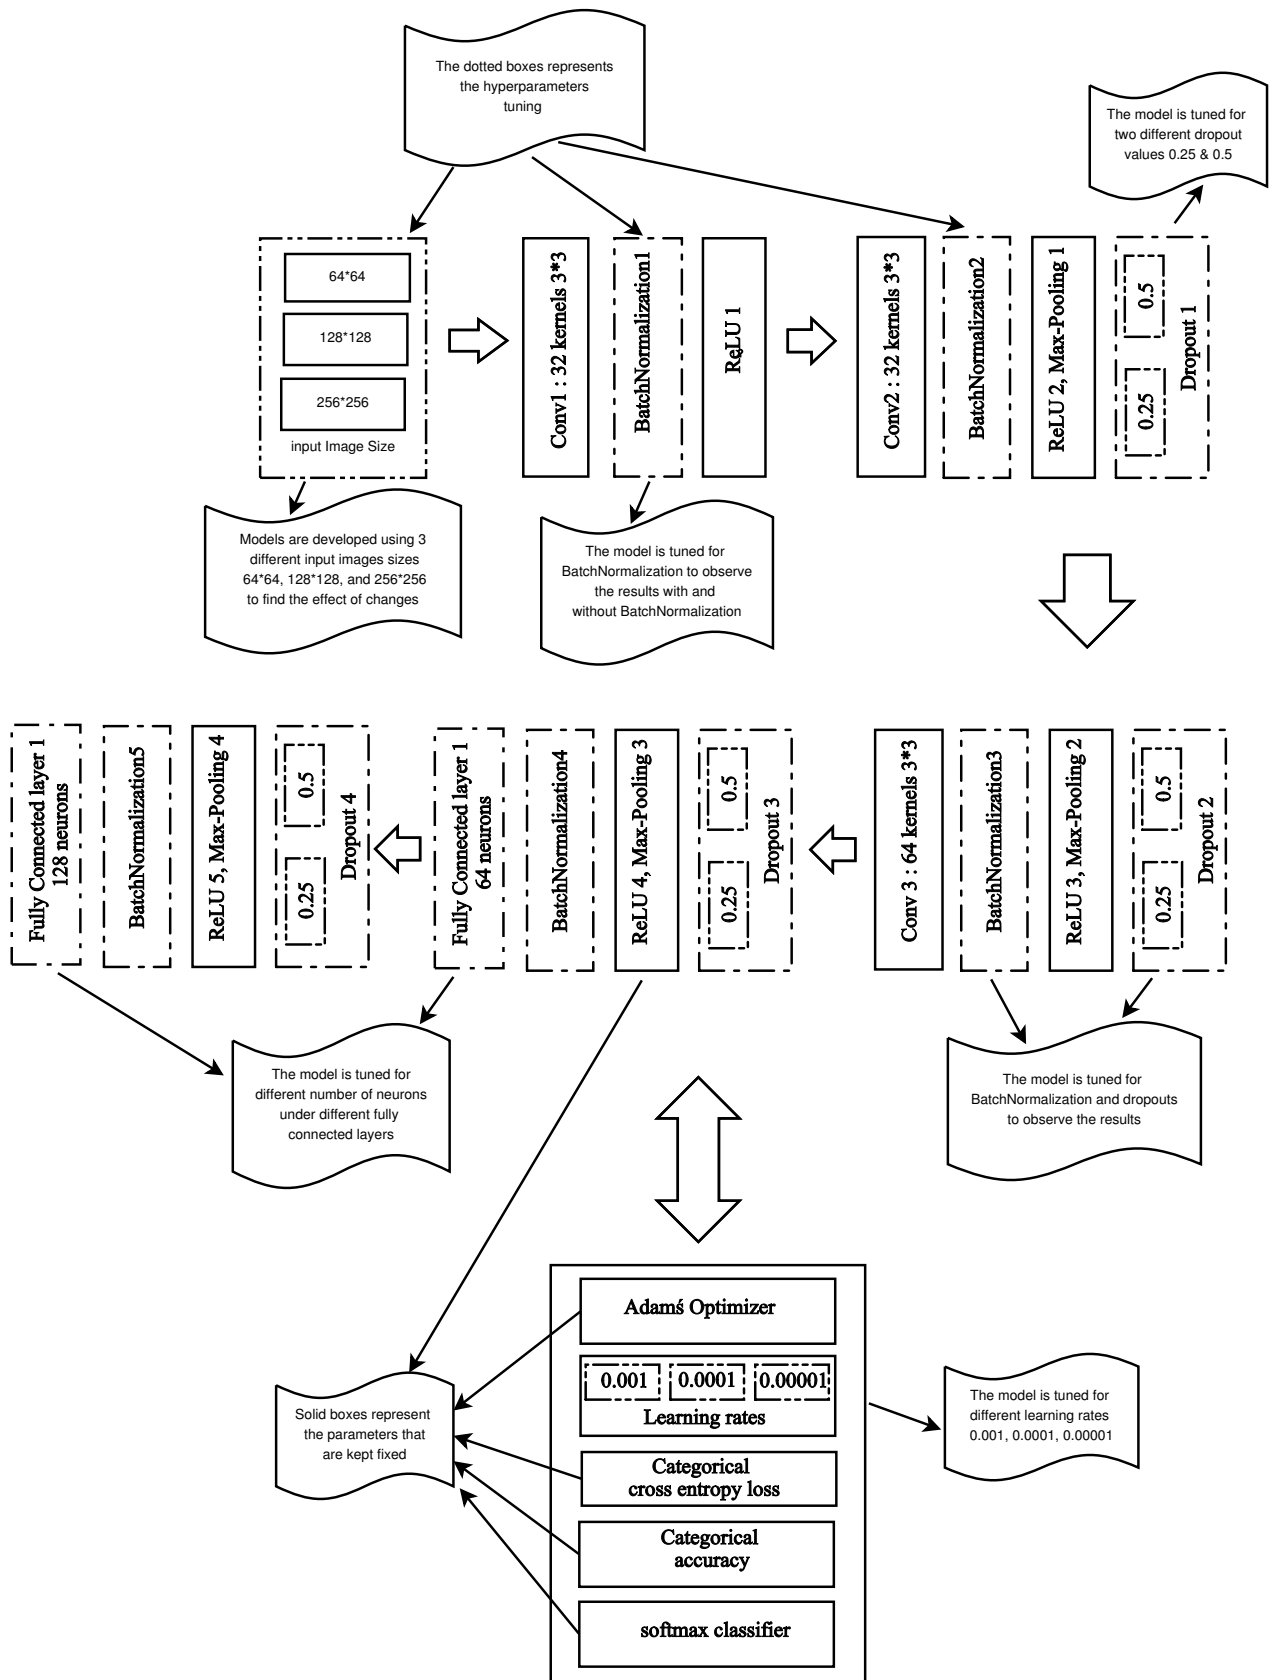 The dotted boxes represents
the hyperparameters
tuning
The model is tuned for
two different dropout
values 0.25 & 0.5
64*64
128*128
256*256
input Image Size
Conv1 : 32 kernels 3*3
BatchNormalization1
ReLU 1
Conv2 : 32 kernels 3*3
BatchNormalization2
ReLU 2, Max-Pooling 1
0.5
0.25
Dropout 1
Models are developed using 3
different input images sizes
64*64, 128*128, and 256*256
to find the effect of changes
The model is tuned for
BatchNormalization to observe
the results with and
without BatchNormalization
Fully Connected layer 1
128 neurons
BatchNormalization5
ReLU 5, Max-Pooling 4
0.5
0.25
Dropout 4
Fully Connected layer 1
64 neurons
BatchNormalization4
ReLU 4, Max-Pooling 3
0.5
0.25
Dropout 3
Conv 3 : 64 kernels 3*3
BatchNormalization3
ReLU 3, Max-Pooling 2
0.5
0.25
Dropout 2
The model is tuned for
different number of neurons
under different fully
connected layers
The model is tuned for
BatchNormalization and dropouts
to observe the results
Adamś Optimizer
0.001 0.0001 0.00001
Learning rates
Categorical
cross entropy loss
Categorical
accuracy
softmax classifier
Solid boxes represent
the parameters that
are kept fixed
The model is tuned for
different learning rates
0.001, 0.0001, 0.00001